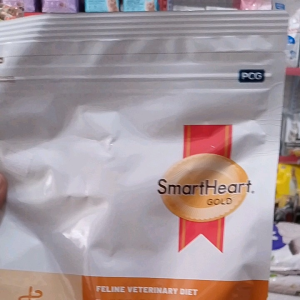 PCG
SmartHeart
GOLD
FELINE VETERINARY DIET